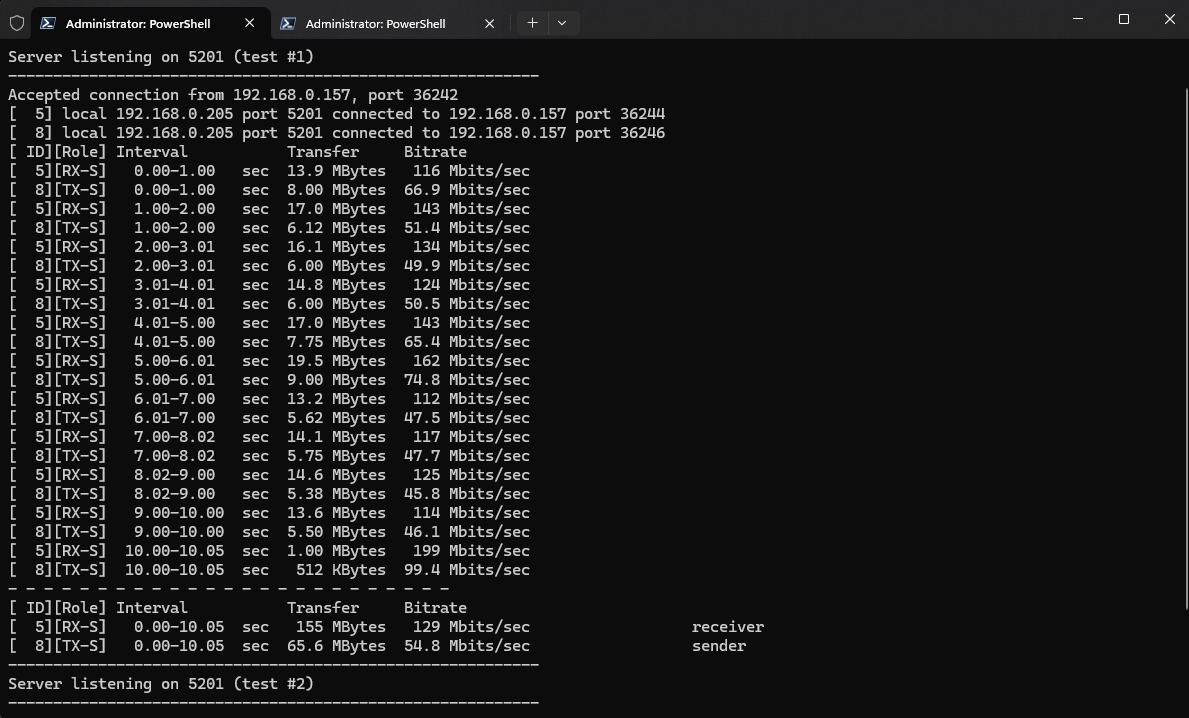 Administrator: PowerShell Administrator: PowerShell
Server listening on 5201 (test #1)
-----------------------------------------------------------
Accepted connection from 192.168.0.157, port 36242
[  5] local 192.168.0.205 port 5201 connected to 192.168.0.157 port 36244
[  8] local 192.168.0.205 port 5201 connected to 192.168.0.157 port 36246
[ ID][Role] Interval           Transfer     Bitrate
[  5][RX-S]   0.00-1.00   sec  13.9 MBytes   116 Mbits/sec
[  8][TX-S]   0.00-1.00   sec  8.00 MBytes  66.9 Mbits/sec
[  5][RX-S]   1.00-2.00   sec  17.0 MBytes   143 Mbits/sec
[  8][TX-S]   1.00-2.00   sec  6.12 MBytes  51.4 Mbits/sec
[  5][RX-S]   2.00-3.01   sec  16.1 MBytes   134 Mbits/sec
[  8][TX-S]   2.00-3.01   sec  6.00 MBytes  49.9 Mbits/sec
[  5][RX-S]   3.01-4.01   sec  14.8 MBytes   124 Mbits/sec
[  8][TX-S]   3.01-4.01   sec  6.00 MBytes  50.5 Mbits/sec
[  5][RX-S]   4.01-5.00   sec  17.0 MBytes   143 Mbits/sec
[  8][TX-S]   4.01-5.00   sec  7.75 MBytes  65.4 Mbits/sec
[  5][RX-S]   5.00-6.01   sec  19.5 MBytes   162 Mbits/sec
[  8][TX-S]   5.00-6.01   sec  9.00 MBytes  74.8 Mbits/sec
[  5][RX-S]   6.01-7.00   sec  13.2 MBytes   112 Mbits/sec
[  8][TX-S]   6.01-7.00   sec  5.62 MBytes  47.5 Mbits/sec
[  5][RX-S]   7.00-8.02   sec  14.1 MBytes   117 Mbits/sec
[  8][TX-S]   7.00-8.02   sec  5.75 MBytes  47.7 Mbits/sec
[  5][RX-S]   8.02-9.00   sec  14.6 MBytes   125 Mbits/sec
[  8][TX-S]   8.02-9.00   sec  5.38 MBytes  45.8 Mbits/sec
[  5][RX-S]   9.00-10.00  sec  13.6 MBytes   114 Mbits/sec
[  8][TX-S]   9.00-10.00  sec  5.50 MBytes  46.1 Mbits/sec
[  5][RX-S]  10.00-10.05  sec  1.00 MBytes   199 Mbits/sec
[  8][TX-S]  10.00-10.05  sec   512 KBytes  99.4 Mbits/sec
- - - - - - - - - - - - - - - - - - - - - - - - -
[ ID][Role] Interval           Transfer     Bitrate
[  5][RX-S]   0.00-10.05  sec   155 MBytes   129 Mbits/sec                  receiver
[  8][TX-S]   0.00-10.05  sec  65.6 MBytes  54.8 Mbits/sec                  sender
-----------------------------------------------------------
Server listening on 5201 (test #2)
-----------------------------------------------------------